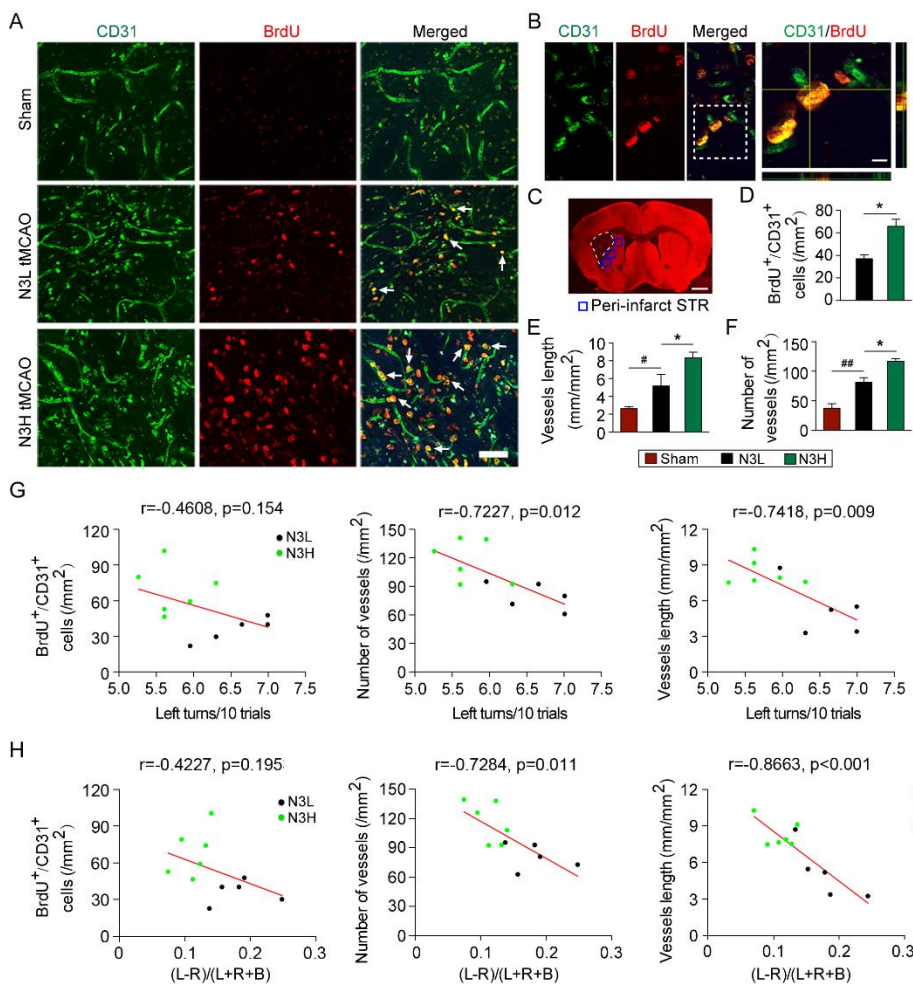 A
CD31
BrdU
Merged
Sham
N3L tMCAO
N3H tMCAO
B
CD31
BrdU
Merged
CD31/BrdU
C
Peri-infarct STR
D
BrdU+/CD31+
cells (/mm2)
80
60
40
20
0
*
E
Vessels length
(mm/mm2)
10
8
6
4
2
0
#
*
F
Number of
vessels (/mm2)
150
100
50
0
##
*
Sham
N3L
N3H
G
r=-0.4608, p=0.154
BrdU+/CD31+
cells (/mm2)
120
90
60
30
0
N3L
N3H
5.0 5.5 6.0 6.5 7.0 7.5
Left turns/10 trials
r=-0.7227, p=0.012
Number of vessels (/mm2)
150
120
90
60
30
120
5.0 5.5 6.0 6.5 7.0 7.5
Left turns/10 trials
r=-0.7418, p=0.009
Vessels length (mm/mm2)
12
9
6
3
0
5.0 5.5 6.0 6.5 7.0 7.5
Left turns/10 trials
H
r=-0.4227, p=0.195
BrdU+/CD31+
cells (/mm2)
120
90
60
30
0
N3L
N3H
0 0.1 0.2 0.3
(L-R)/(L+R+B)
r=-0.7284, p=0.011
Number of vessels (/mm2)
150
120
90
60
30
0
0 0.1 0.2 0.3
(L-R)/(L+R+B)
r=-0.8663, p<0.001
Vessels length (mm/mm2)
12
9
6
3
0
0 0.1 0.2 0.3
(L-R)/(L+R+B)